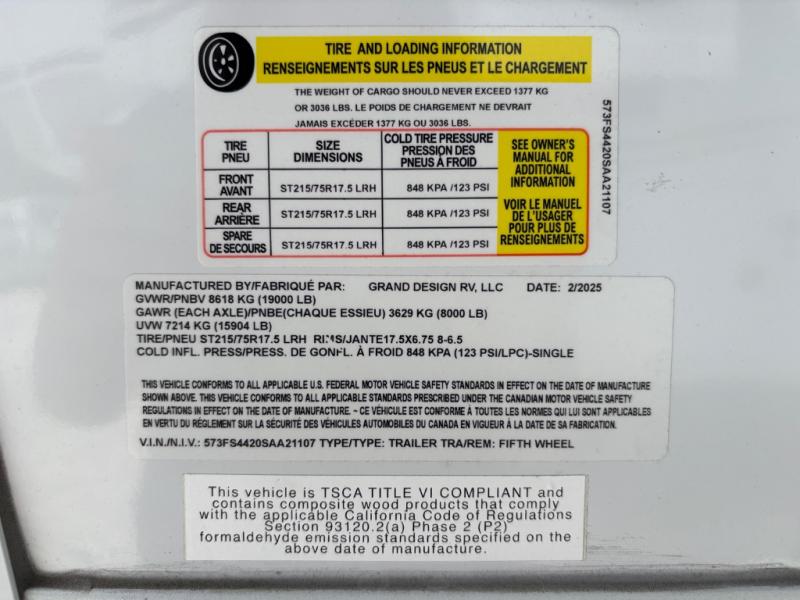 TIRE AND LOADING INFORMATION
RENSEIGNEMENTS SUR LES PNEUS ET LE CHARGEMENT
THE WEIGHT OF CARGO SHOULD NEVER EXCEED 1377 KG
OR 3036 LBS. LE POIDS DE CHARGEMENT NE DEVRAIT
JAMAIS EXCÉDER 1377 KG OU 3036 LBS.
TIRE PNEU SIZE DIMENSIONS COLD TIRE PRESSURE PRESSION DES PNEUS À FROID
FRONT AVANT ST215/75R17.5 LRH 848 KPA /123 PSI
REAR ARRIÈRE ST215/75R17.5 LRH 848 KPA /123 PSI
SPARE DE SECOURS ST215/75R17.5 LRH 848 KPA /123 PSI
SEE OWNER'S
MANUAL FOR
ADDITIONAL
INFORMATION
VOIR LE MANUEL
DE L'USAGER
POUR PLUS DE
RENSEIGNEMENTS
573FS4420SAA21107
MANUFACTURED BY/FABRIQUÉ PAR: GRAND DESIGN RV, LLC DATE: 2/2025
GVWR/PNBV 8618 KG (19000 LB)
GAWR (EACH AXLE)/PNBE(CHAQUE ESSIEU) 3629 KG (8000 LB)
UVW 7214 KG (15904 LB)
TIRE/PNEU ST215/75R17.5 LRH RIMS/JANTE17.5X6.75 8-6.5
COLD INFL. PRESS/PRESS. DE GONFL. À FROID 848 KPA (123 PSI/LPC)-SINGLE
THIS VEHICLE CONFORMS TO ALL APPLICABLE U.S. FEDERAL MOTOR VEHICLE SAFETY STANDARDS IN EFFECT ON THE DATE OF MANUFACTURE
SHOWN ABOVE. THIS VEHICLE CONFORMS TO ALL APPLICABLE STANDARDS PRESCRIBED UNDER THE CANADIAN MOTOR VEHICLE SAFETY
REGULATIONS IN EFFECT ON THE DATE OF MANUFACTURE. - CE VÉHICULE EST CONFORME À TOUTES LES NORMES QUI LUI SONT APPLICABLES
EN VERTU DU RÈGLEMENT SUR LA SÉCURITÉ DES VÉHICULES AUTOMOBILES DU CANADA EN VIGUEUR À LA DATE DE SA FABRICATION.
V.I.N./N.I.V.: 573FS4420SAA21107 TYPE/TYPE: TRAILER TRA/REM: FIFTH WHEEL
This vehicle is TSCA TITLE VI COMPLIANT and
contains composite wood products that comply
with the applicable California Code of Regulations
Section 93120.2(a) Phase 2 (P2)
formaldehyde emission standards specified on the
above date of manufacture.